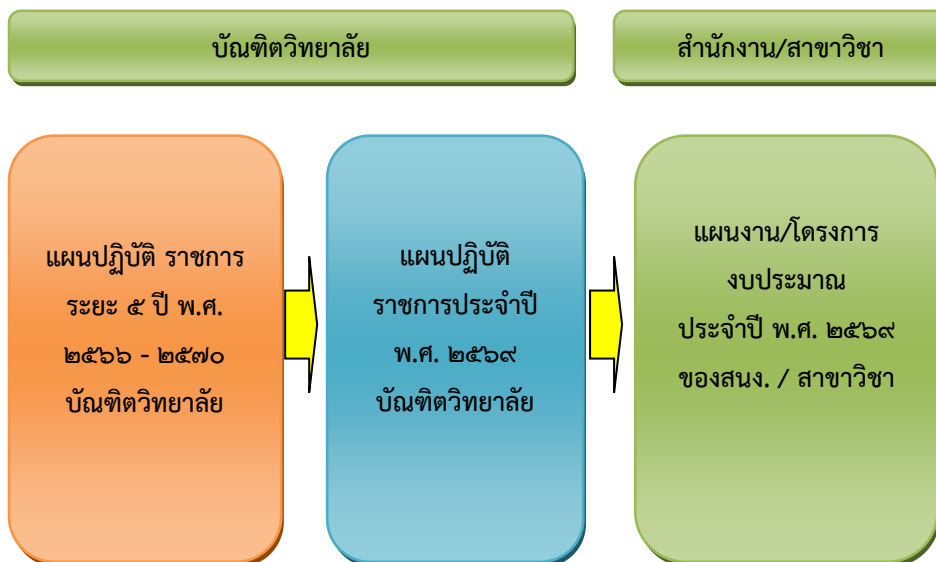 บัณฑิตวิทยาลัย
สำนักงาน/สาขาวิชา
แผนปฏิบัติ ราชการ
ระยะ ๕ ปี พ.ศ.
๒๕๖๖ - ๒๕๗๐
บัณฑิตวิทยาลัย
แผนปฏิบัติ
ราชการประจำปี
พ.ศ. ๒๕๖๙
บัณฑิตวิทยาลัย
แผนงาน/โครงการ
งบประมาณ
ประจำปี พ.ศ. ๒๕๖๙
ของสนง. / สาขาวิชา